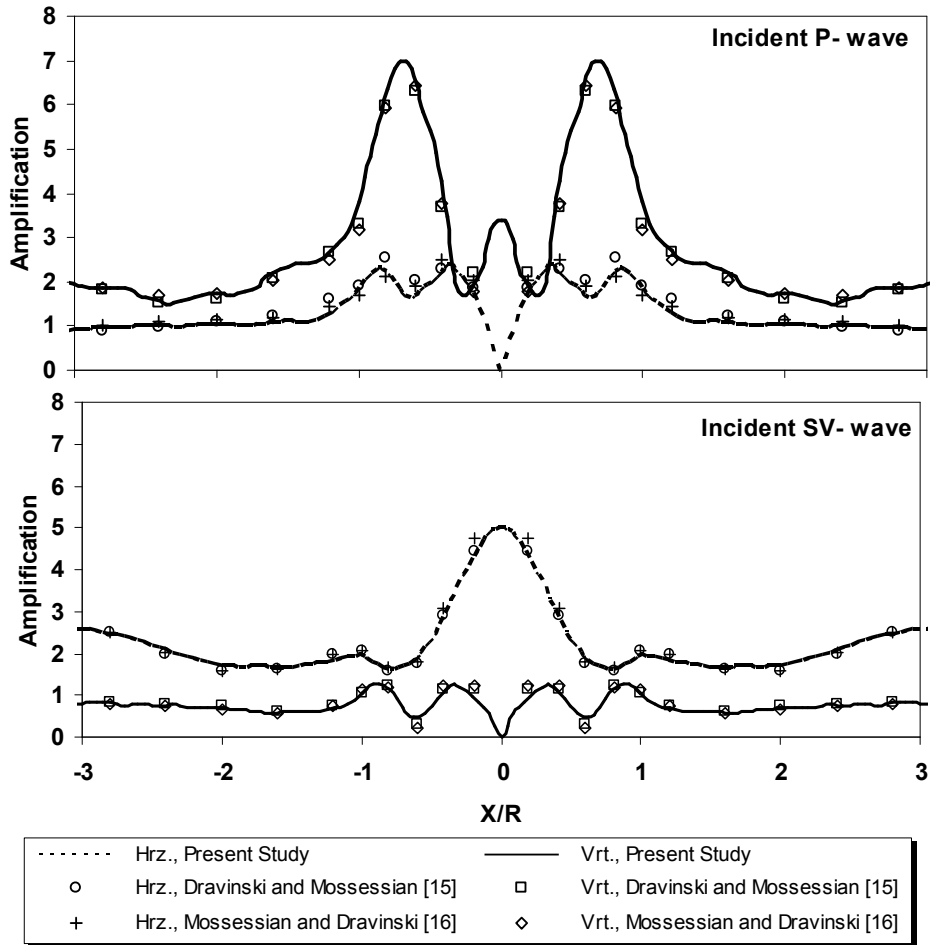 8
7
6
5
4
3
2
1
0
Amplification
Incident P- wave
8
7
6
5
4
3
2
1
0
Amplification
Incident SV- wave
-3 -2 -1 0 1 2 3
X/R
Hrz., Present Study Vrt., Present Study
Hrz., Dravinski and Mossessian [15] Vrt., Dravinski and Mossessian [15]
Hrz., Mossessian and Dravinski [16] Vrt., Mossessian and Dravinski [16]